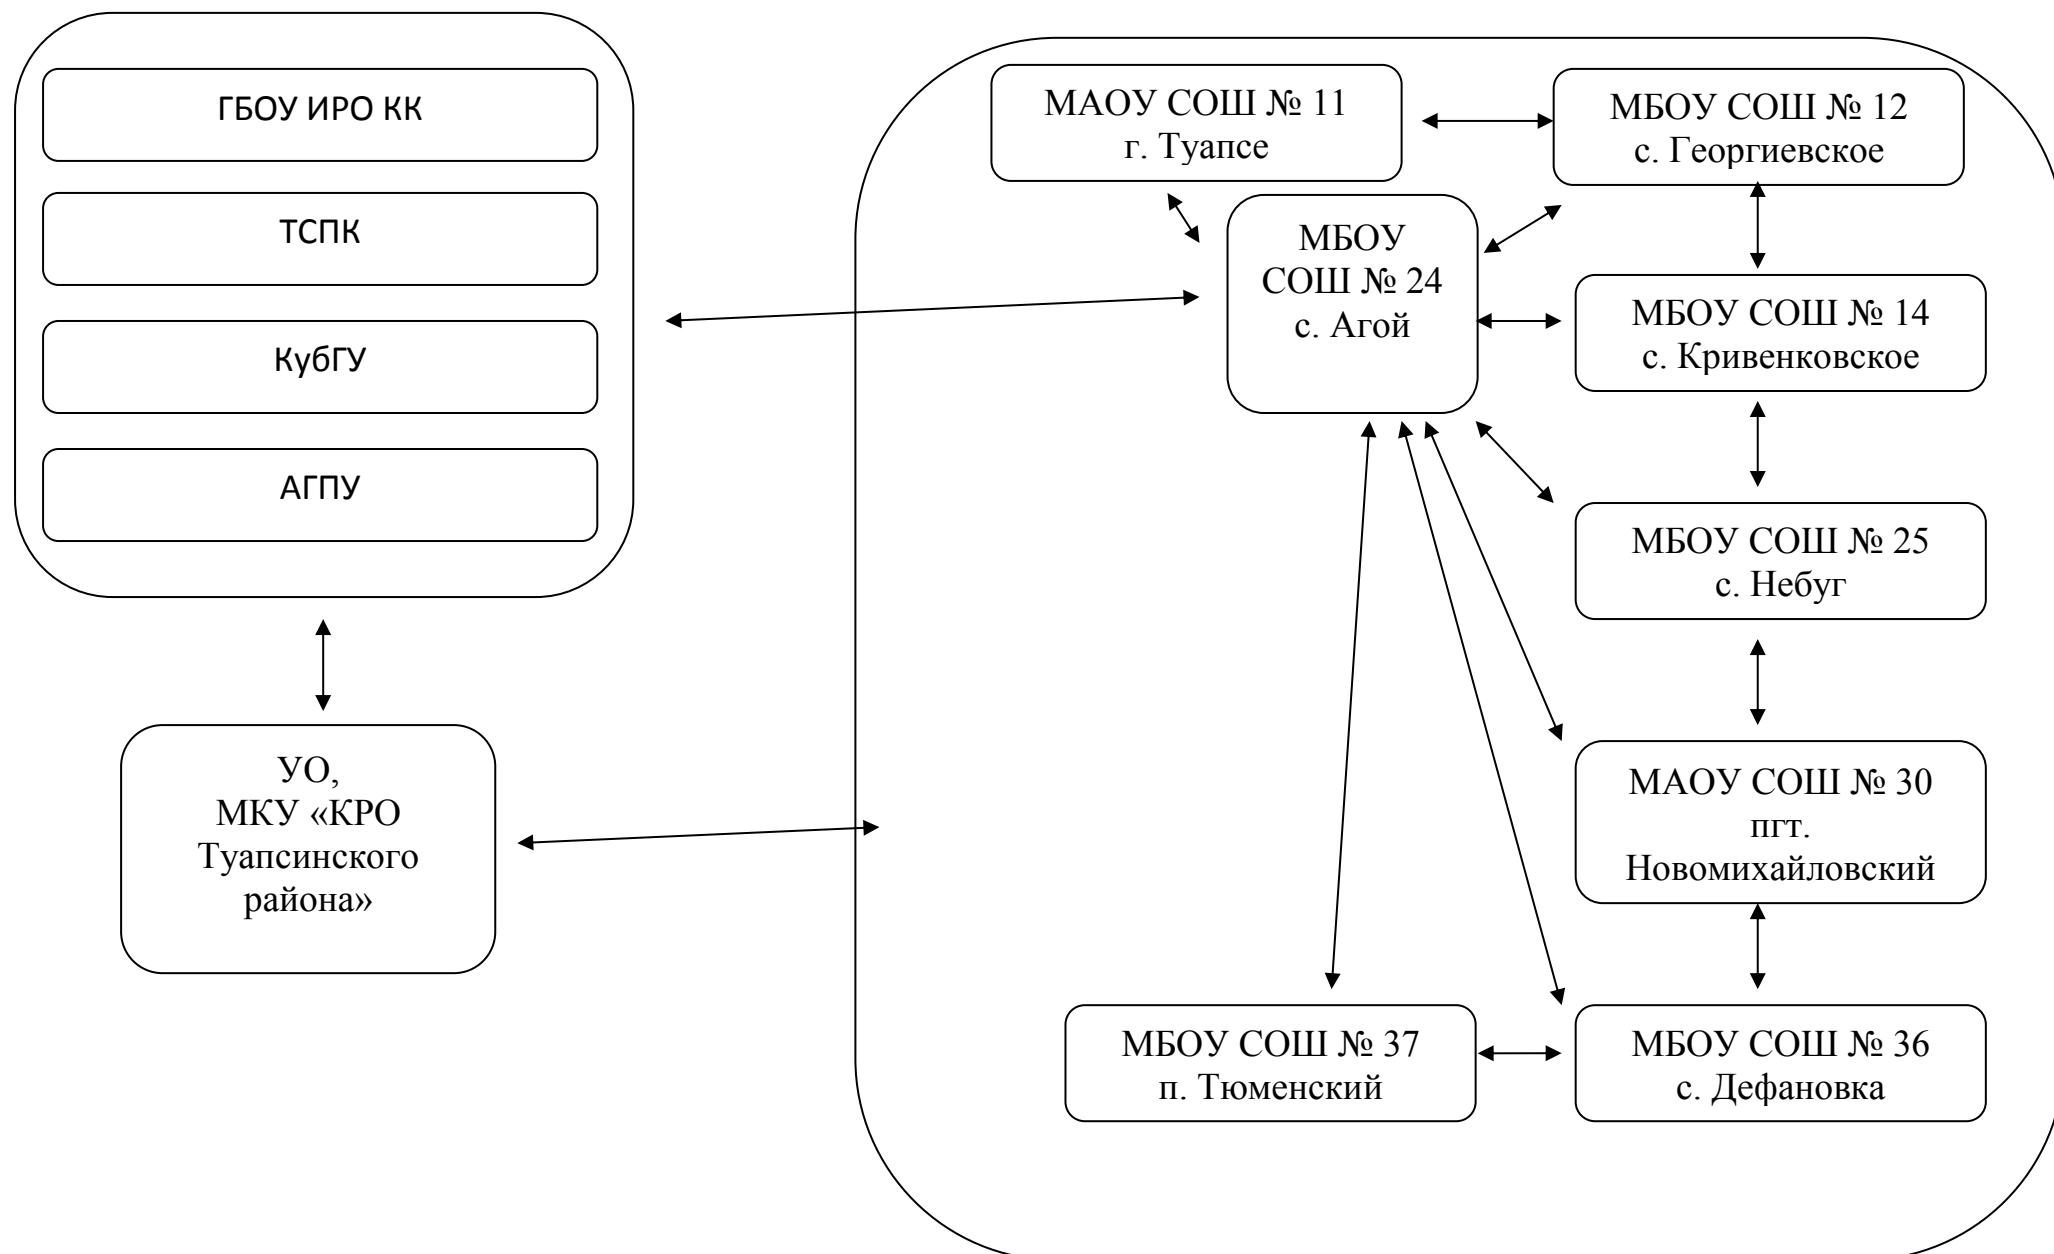 ГБОУ ИРО КК
ТСПК
КубГУ
АГПУ
УО,
МКУ «КРО
Туапсинского
района»
МАОУ СОШ № 11
г. Туапсе
МБОУ СОШ № 12
с. Георгиевское
МБОУ
СОШ № 24
с. Агой
МБОУ СОШ № 14
с. Кривенковское
МБОУ СОШ № 25
с. Небуг
МАОУ СОШ № 30
пгт.
Новомихайловский
МБОУ СОШ № 37
п. Тюменский
МБОУ СОШ № 36
с. Дефановка